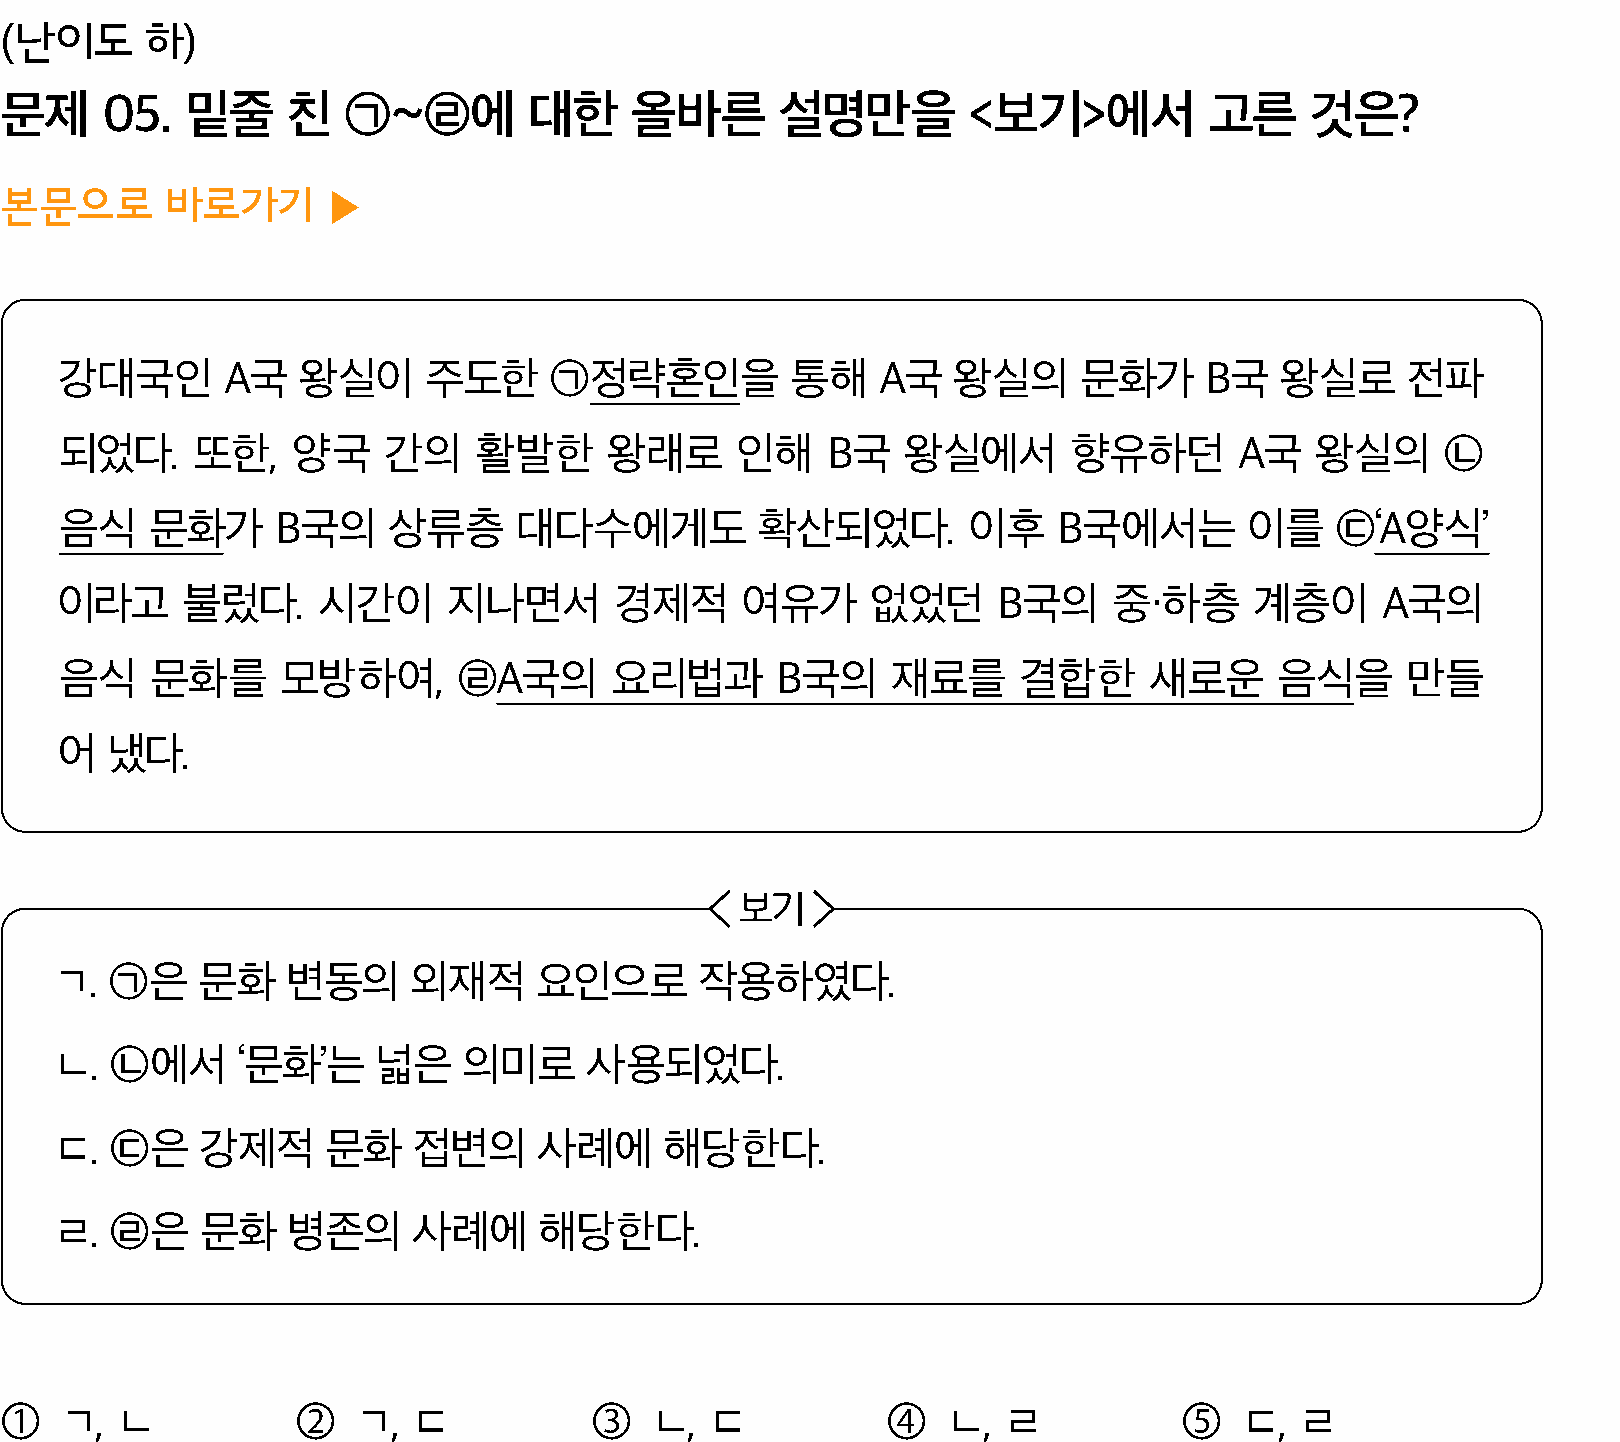 (난이도 하)
문제 05. 밑줄 친 ㉠~㉣에 대한 올바른 설명만을 <보기>에서 고른 것은?
본문으로 바로가기 ▶
강대국인 A국 왕실이 주도한 ㉠정략혼인을 통해 A국 왕실의 문화가 B국 왕실로 전파
되었다. 또한, 양국 간의 활발한 왕래로 인해 B국 왕실에서 향유하던 A국 왕실의 ㉡
음식 문화가 B국의 상류층 대다수에게도 확산되었다. 이후 B국에서는 이를 ㉢‘A양식’
이라고 불렀다. 시간이 지나면서 경제적 여유가 없었던 B국의 중·하층 계층이 A국의
음식 문화를 모방하여, ㉣A국의 요리법과 B국의 재료를 결합한 새로운 음식을 만들
어 냈다.
<보기>
ㄱ. ㉠은 문화 변동의 외재적 요인으로 작용하였다.
ㄴ. ㉡에서 ‘문화’는 넓은 의미로 사용되었다.
ㄷ. ㉢은 강제적 문화 접변의 사례에 해당한다.
ㄹ. ㉣은 문화 병존의 사례에 해당한다.
① ㄱ, ㄴ ② ㄱ, ㄷ ③ ㄴ, ㄷ ④ ㄴ, ㄹ ⑤ ㄷ, ㄹ